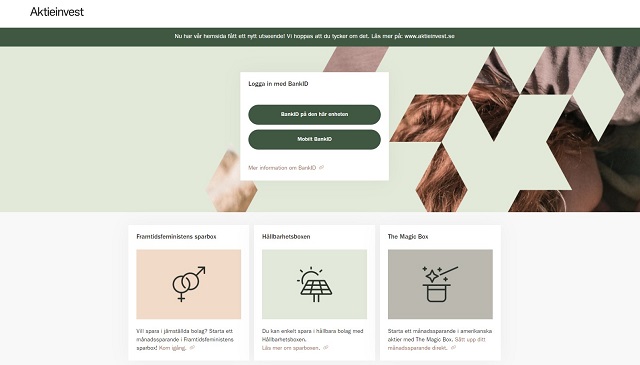 Aktieinvest
Nu har vår hemsida fått ett nytt utseende! Vi hoppas att du tycker om det. Läs mer på: www.aktieinvest.se
Logga in med BankID
BankID på den här enheten
Mobilt BankID
Mer information om BankID
Framtidsfeministens sparbox
Vill spara i jämställda bolag? Starta ett
månadssparande i Framtidsfeministens
sparbox! Kom igång.
Hållbarhetsboxen
Du kan enkelt spara i hållbara bolag med
Hållbarhetsboxen.
Läs mer om sparboxen.
The Magic Box
Starta ett månadssparande i amerikanska
aktier med The Magic Box. Sätt upp ditt
månadssparande direkt.